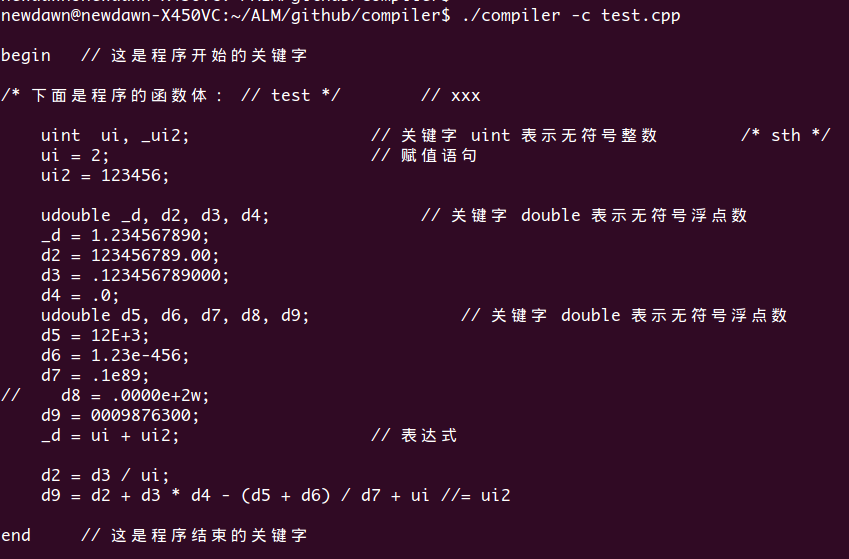 newdawn@newdawn-X450VC:~/ALM/github/compiler$ ./compiler -c test.cpp
begin   // 这是程序开始的关键字
/* 下面是程序的函数体： // test */        // xxx
    uint  ui, _ui2;                  // 关键字 uint 表示无符号整数        /* sth */
    ui = 2;                          // 赋值语句
    ui2 = 123456;
    udouble _d, d2, d3, d4;               // 关键字 double 表示无符号浮点数
    _d = 1.234567890;
    d2 = 123456789.00;
    d3 = .123456789000;
    d4 = .0;
    udouble d5, d6, d7, d8, d9;               // 关键字 double 表示无符号浮点数
    d5 = 12E+3;
    d6 = 1.23e-456;
    d7 = .1e89;
//    d8 = .0000e+2w;
    d9 = 0009876300;
    _d = ui + ui2;                   // 表达式
    d2 = d3 / ui;
    d9 = d2 + d3 * d4 - (d5 + d6) / d7 + ui //= ui2
end     // 这是程序结束的关键字